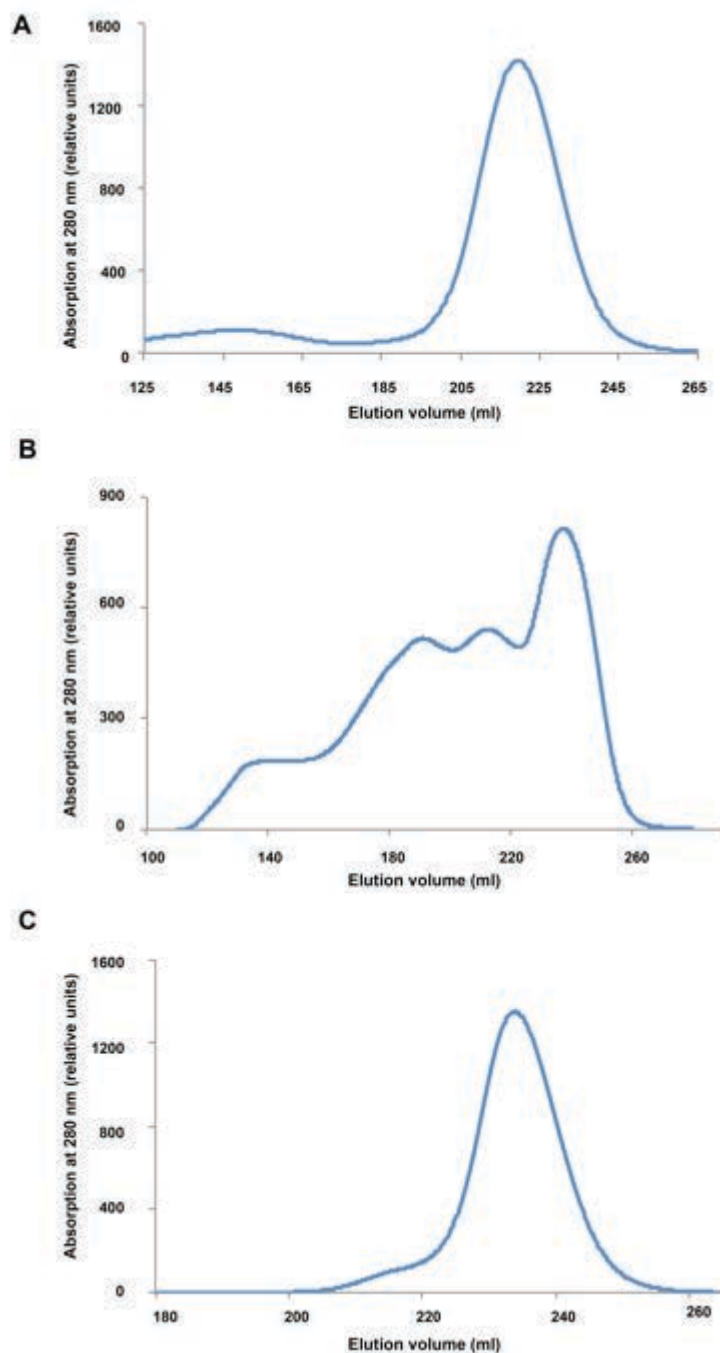 A
Absorption at 280 nm (relative units)
1600
1200
800
400
0
125 145 165 185 205 225 245 265
Elution volume (ml)
B
Absorption at 280 nm (relative units)
900
600
300
0
100 140 180 220 260
Elution volume (ml)
C
Absorption at 280 nm (relative units)
1600
1200
800
400
0
180 200 220 240 260
Elution volume (ml)